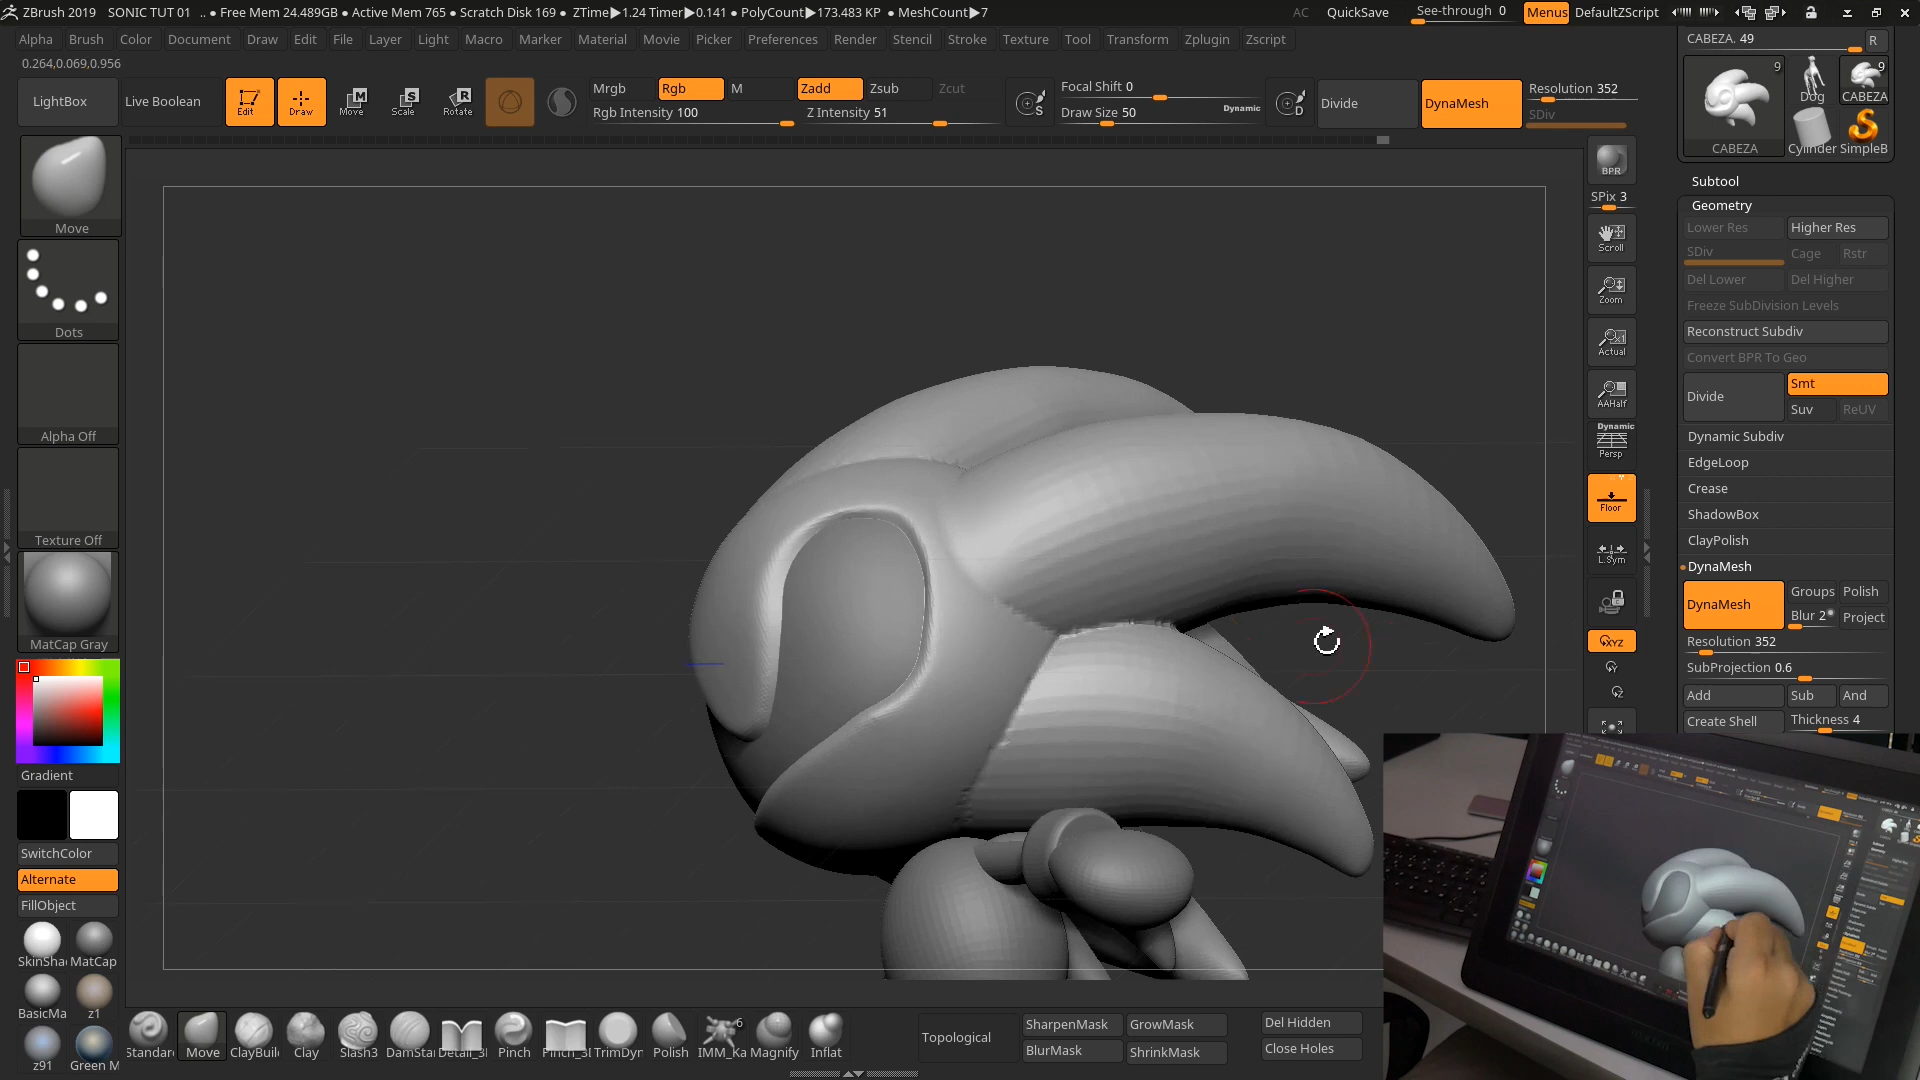 ZBrush 2019 SONIC TUT 01 .. ● Free Mem 24.489GB ● Active Mem 765 ● Scratch Disk 169 ● ZTime▶1.24 Timer▶0.141 ● PolyCount▶173.483 KP ● MeshCount▶7 AC QuickSave See-through 0 Menus DefaultZScript
Alpha Brush Color Document Draw Edit File Layer Light Macro Marker Material Movie Picker Preferences Render Stencil Stroke Texture Tool Transform Zplugin Zscript
0.264,0.069,0.956
LightBox Live Boolean Edit Draw Move Scale Rotate
Mrgb Rgb M Zadd Zsub Zcut
Rgb Intensity 100 Z Intensity 51
Focal Shift 0
Draw Size 50 Dynamic
Divide DynaMesh Resolution 352
SDiv
Move
Dots
Alpha Off
Texture Off
MatCap Gray
Gradient
SwitchColor
Alternate
FillObject
SkinSha MatCap
BasicMa z1
z91 Green M
BPR
SPix 3
Scroll
Zoom
Actual
AAHalf
Dynamic
Persp
Floor
L.Sym
XYZ
CABEZA. 49 R
9 9
Dog CABEZA
CABEZA Cylinder SimpleB
Subtool
Geometry
Lower Res Higher Res
SDiv Cage Rstr
Del Lower Del Higher
Freeze SubDivision Levels
Reconstruct Subdiv
Convert BPR To Geo
Divide Smt
Suv ReUV
Dynamic Subdiv
EdgeLoop
Crease
ShadowBox
ClayPolish
DynaMesh
DynaMesh Groups Polish
Blur 2 Project
Resolution 352
SubProjection 0.6
Add Sub And
Create Shell Thickness 4
Standar Move ClayBuil Clay Slash3 DamSta Detail_3 Pinch Pinch_3 TrimDyn Polish IMM_Ka Magnify Inflat
6
Topological
SharpenMask GrowMask
BlurMask ShrinkMask
Del Hidden
Close Holes